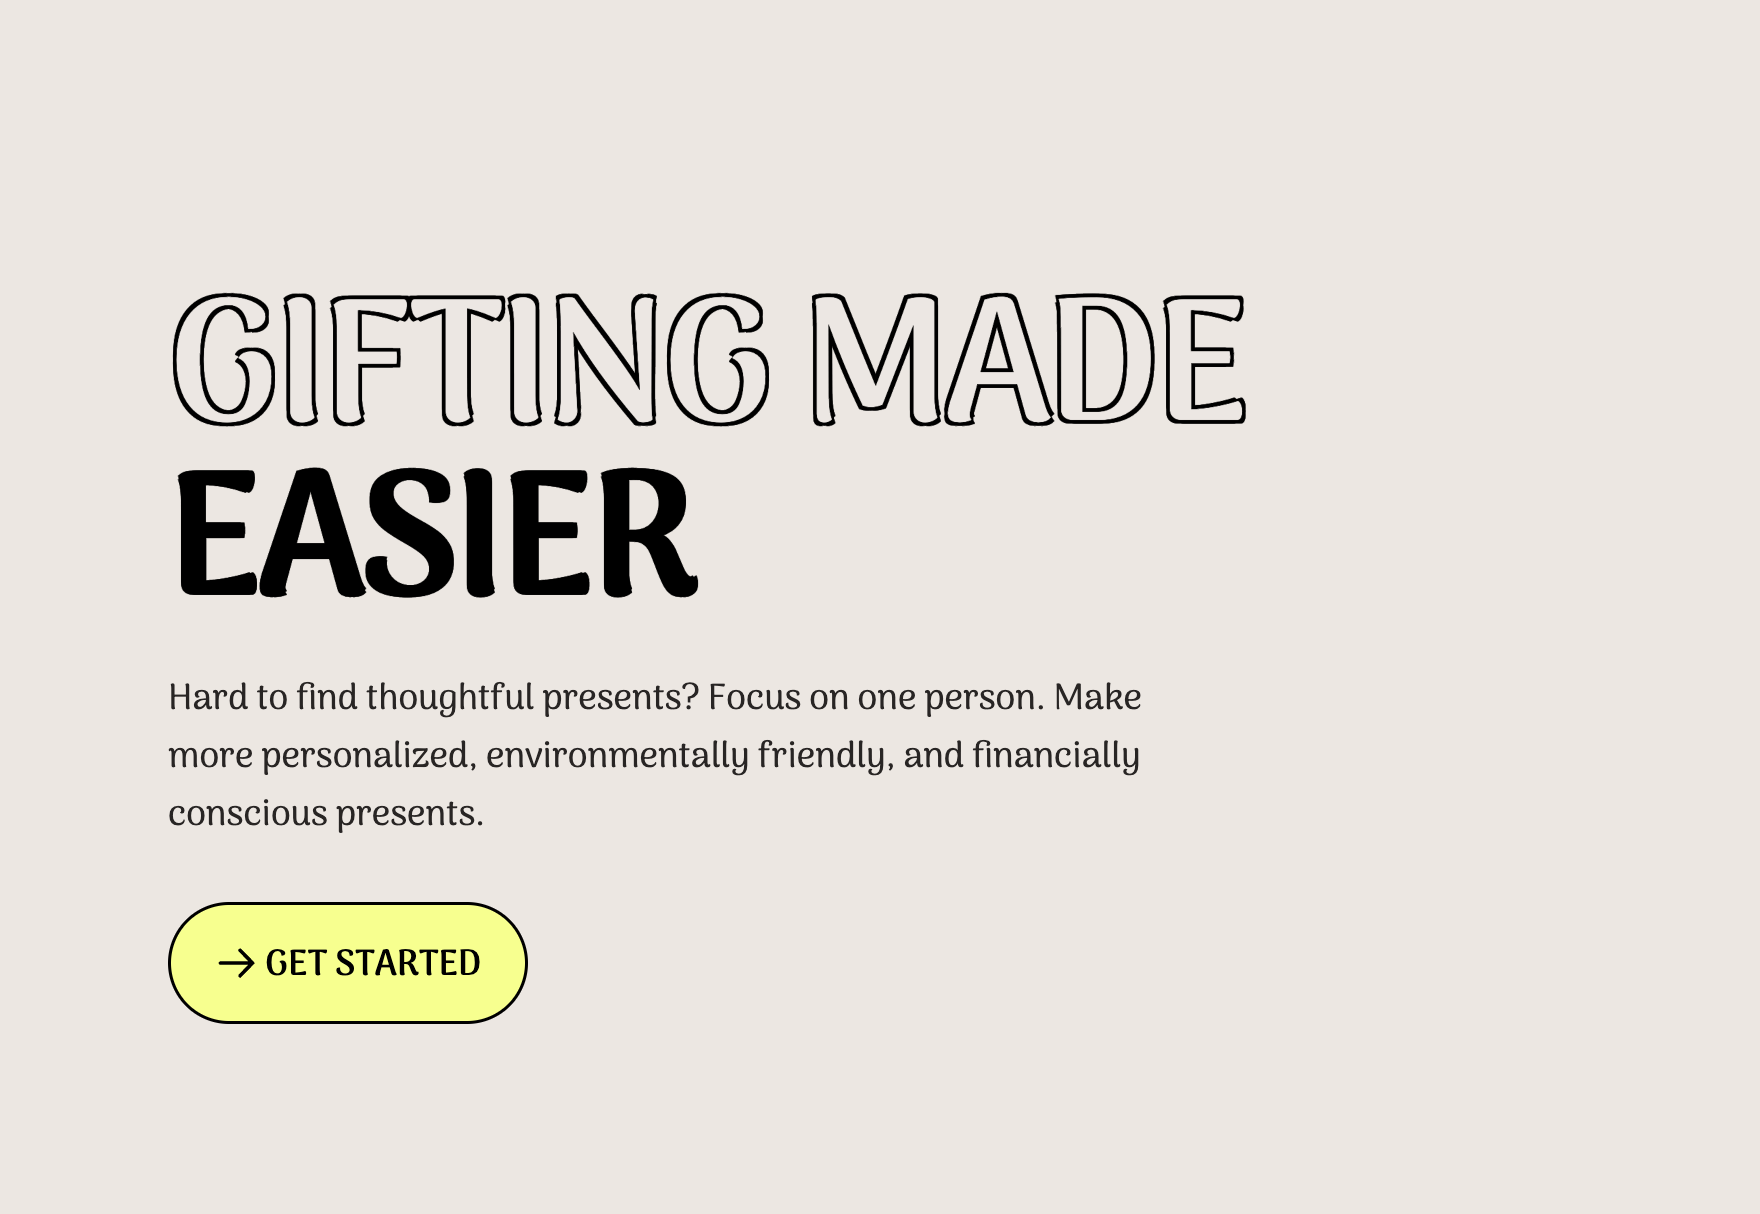 GIFTING MADE
EASIER
Hard to find thoughtful presents? Focus on one person. Make
more personalized, environmentally friendly, and financially
conscious presents.
→ GET STARTED